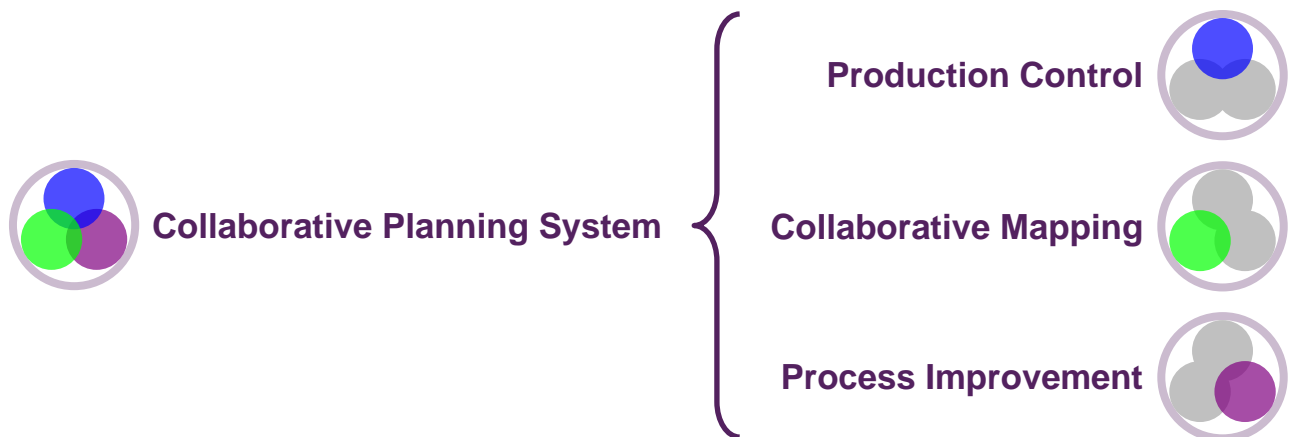 Production Control
Collaborative Planning System
Collaborative Mapping
Process Improvement